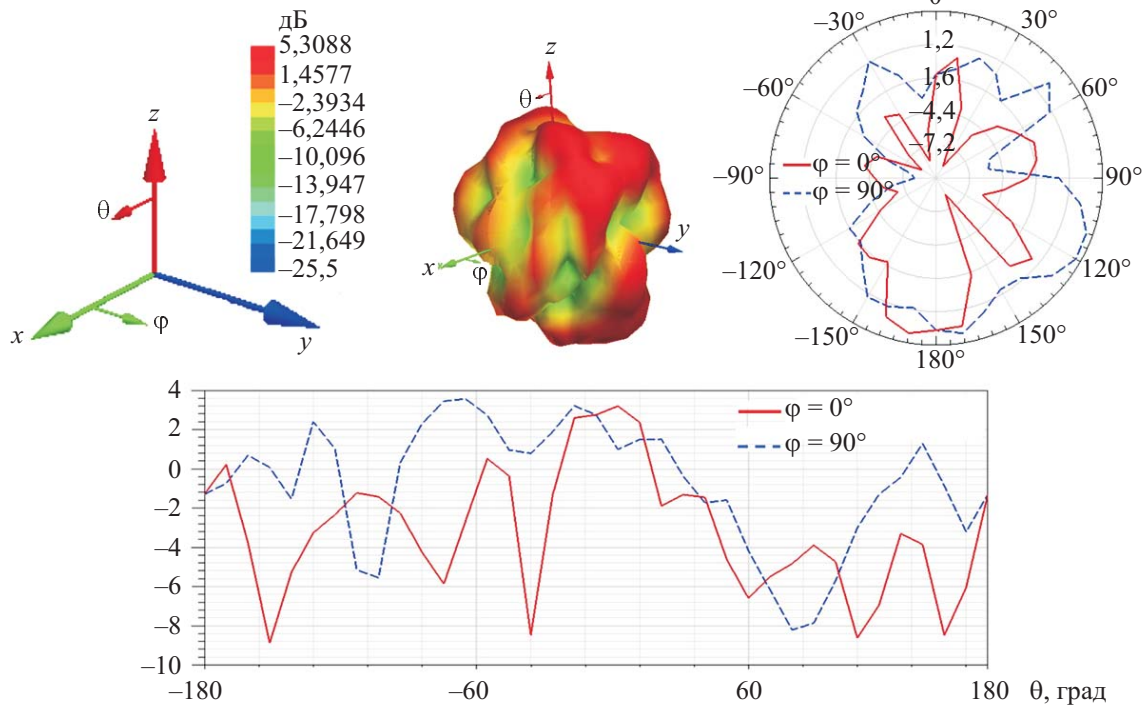 дБ
5,3088
1,4577
–2,3934
–6,2446
–10,096
–13,947
–17,798
–21,649
–25,5
z
θ
x
φ
y
z
θ
x
φ
y
–30°
30°
–60°
60°
–90°
90°
–120°
120°
–150°
150°
180°
1,2
1,6
–4,4
–7,2
φ = 0°
φ = 90°
4
2
0
–2
–4
–6
–8
–10
–180
–60
60
180
θ, град
φ = 0°
φ = 90°